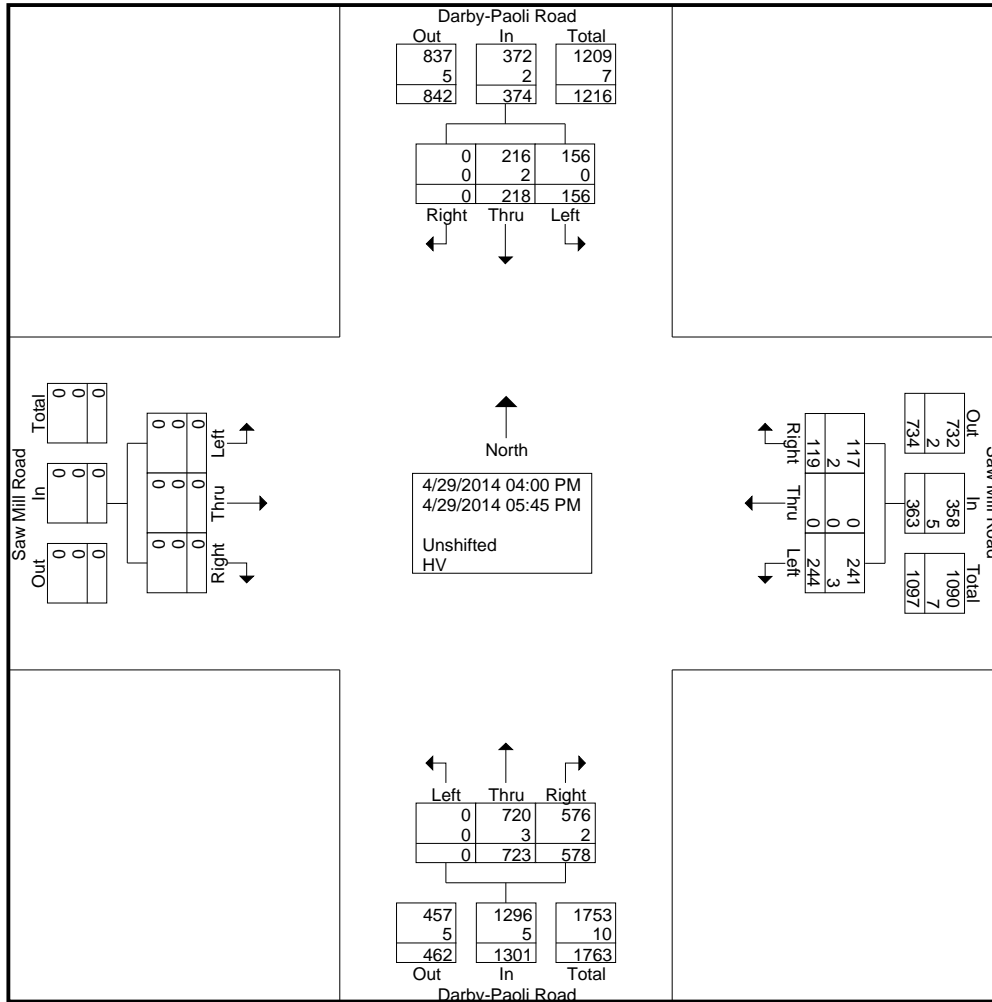 Darby-Paoli Road
Out In Total
837 372 1209
5 2 7
842 374 1216
0 216 156
0 2 0
0 218 156
Right Thru Left
Saw Mill Road
Total In Out
0 0 0
0 0 0
0 0 0
Left Thru Right
0 0 0
0 0 0
0 0 0
North
4/29/2014 04:00 PM
4/29/2014 05:45 PM
Unshifted
HV
Right Thru Left
117 0 241
2 0 3
119 0 244
Out In Total
732 358 1090
2 5 7
734 363 1097
Saw Mill Road
Left Thru Right
0 720 576
0 3 2
0 723 578
457 1296 1753
5 5 10
462 1301 1763
Out In Total
Darby-Paoli Road